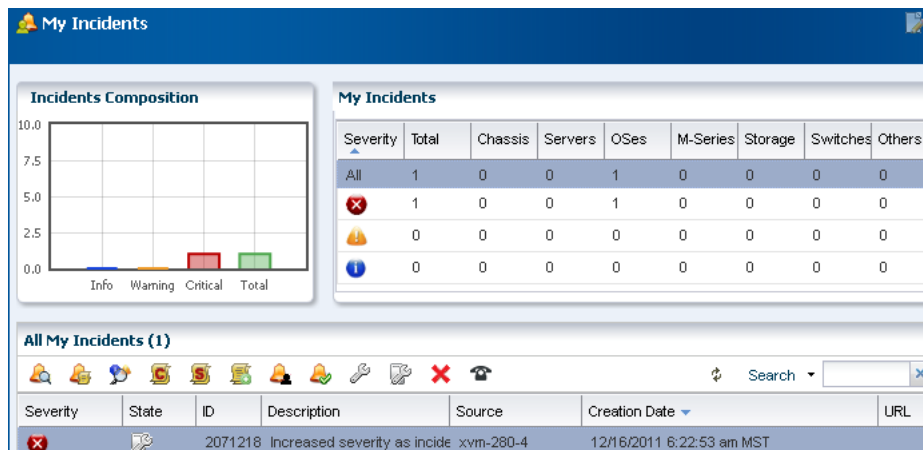 My Incidents
Incidents Composition
10.0
7.5
5.0
2.5
0.0
Info Warning Critical Total
My Incidents
Severity Total Chassis Servers OSes M-Series Storage Switches Others
All 1 0 0 1 0 0 0 0
1 0 0 1 0 0 0 0
0 0 0 0 0 0 0 0
0 0 0 0 0 0 0 0
All My Incidents (1)
C S
Search
Severity State ID Description Source Creation Date URL
2071218 Increased severity as incide xvm-280-4 12/16/2011 6:22:53 am MST